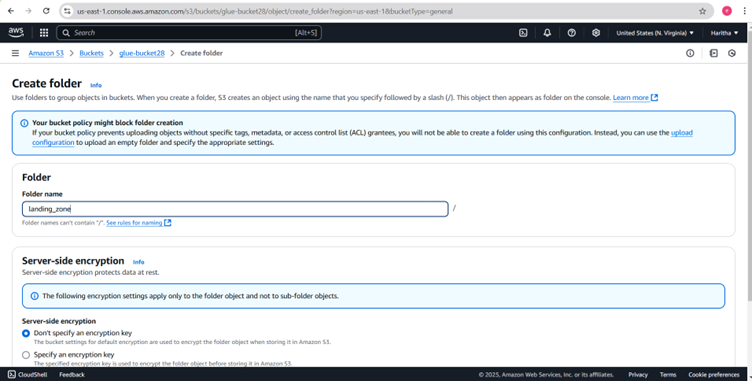 us-east-1.console.aws.amazon.com/s3/buckets/glue-bucket28/object/create_folder?region=us-east-1&bucketType=general
aws Search [Alt+S] United States (N. Virginia) Haritha
Amazon S3 > Buckets > glue-bucket28 > Create folder
Create folder Info
Use folders to group objects in buckets. When you create a folder, S3 creates an object using the name that you specify followed by a slash (/). This object then appears as folder on the console. Learn more
Your bucket policy might block folder creation
If your bucket policy prevents uploading objects without specific tags, metadata, or access control list (ACL) grantees, you will not be able to create a folder using this configuration. Instead, you can use the upload
configuration to upload an empty folder and specify the appropriate settings.
Folder
Folder name
landing_zone /
Folder names can't contain "/". See rules for naming
Server-side encryption Info
Server-side encryption protects data at rest.
The following encryption settings apply only to the folder object and not to sub-folder objects.
Server-side encryption
Don't specify an encryption key
The bucket settings for default encryption are used to encrypt the folder object when storing it in Amazon S3.
Specify an encryption key
The specified encryption key is used to encrypt the folder object before storing it in Amazon S3.
CloudShell Feedback © 2025, Amazon Web Services, Inc. or its affiliates. Privacy Terms Cookie preferences